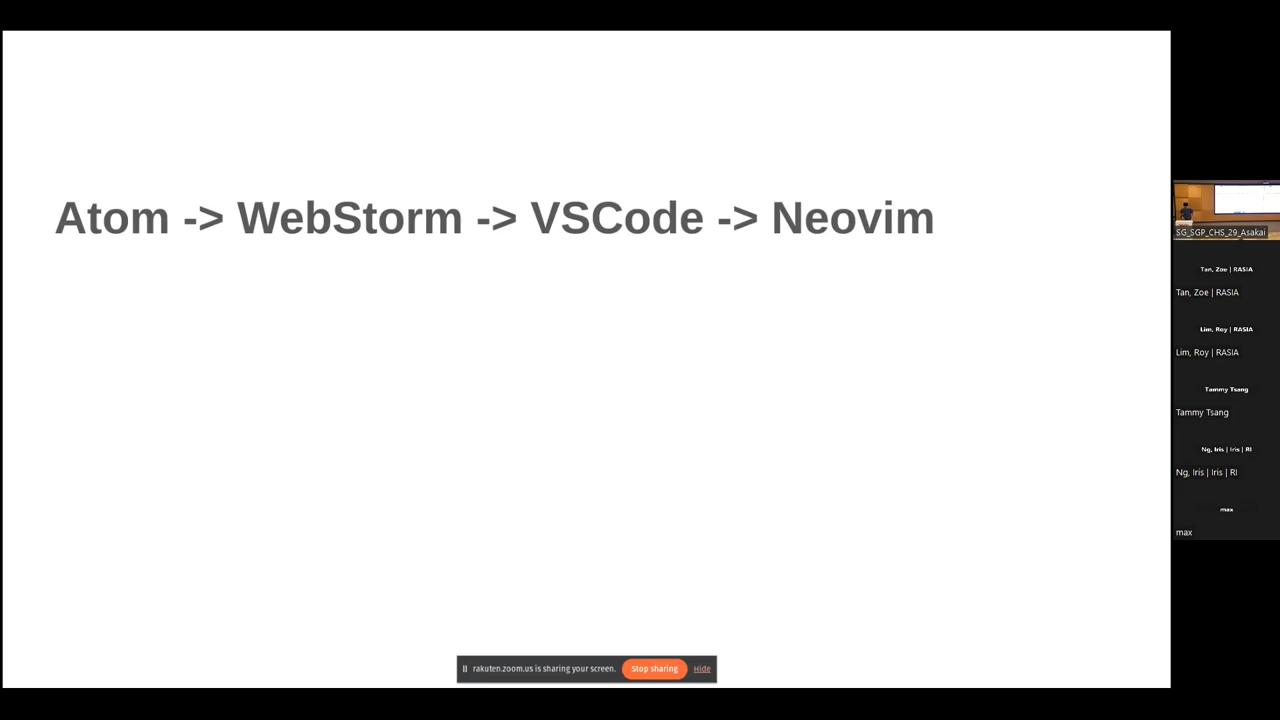 Atom -> WebStorm -> VSCode -> Neovim
SG_SGP_CHS_29_Asakai
Tan, Zoe | RASIA
Tan, Zoe | RASIA
Lim, Roy | RASIA
Lim, Roy | RASIA
Tammy Tsang
Tammy Tsang
Ng, Iris | Iris | RI
Ng, Iris | Iris | RI
max
max
rakuten.zoom.us is sharing your screen. Stop sharing Hide